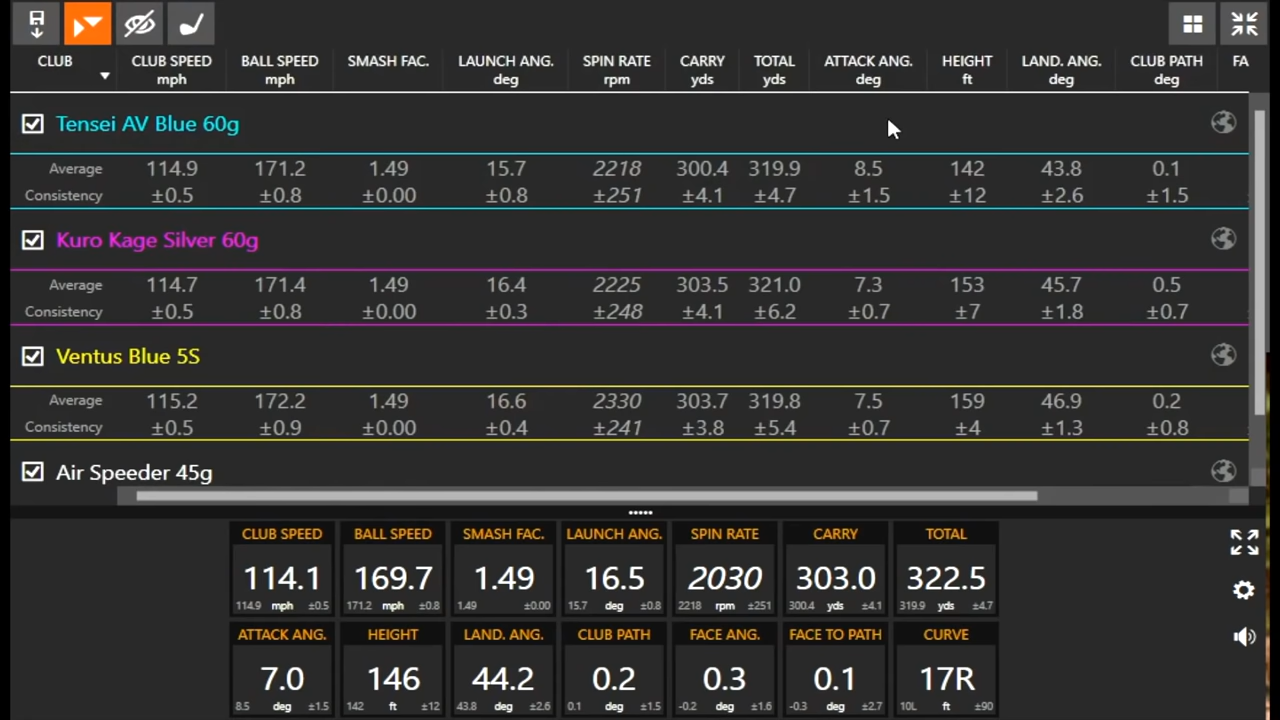 CLUB CLUB SPEED BALL SPEED SMASH FAC. LAUNCH ANG. SPIN RATE CARRY TOTAL ATTACK ANG. HEIGHT LAND. ANG. CLUB PATH FA
mph mph deg rpm yds yds deg ft deg deg
Tensei AV Blue 60g
Average 114.9 171.2 1.49 15.7 2218 300.4 319.9 8.5 142 43.8 0.1
Consistency ±0.5 ±0.8 ±0.00 ±0.8 ±251 ±4.1 ±4.7 ±1.5 ±12 ±2.6 ±1.5
Kuro Kage Silver 60g
Average 114.7 171.4 1.49 16.4 2225 303.5 321.0 7.3 153 45.7 0.5
Consistency ±0.5 ±0.8 ±0.00 ±0.3 ±248 ±4.1 ±6.2 ±0.7 ±7 ±1.8 ±0.7
Ventus Blue 5S
Average 115.2 172.2 1.49 16.6 2330 303.7 319.8 7.5 159 46.9 0.2
Consistency ±0.5 ±0.9 ±0.00 ±0.4 ±241 ±3.8 ±5.4 ±0.7 ±4 ±1.3 ±0.8
Air Speeder 45g
CLUB SPEED BALL SPEED SMASH FAC. LAUNCH ANG. SPIN RATE CARRY TOTAL
114.1 169.7 1.49 16.5 2030 303.0 322.5
114.9 mph ±0.5 171.2 mph ±0.8 1.49 ±0.00 15.7 deg ±0.8 2218 rpm ±251 300.4 yds ±4.1 319.9 yds ±4.7
ATTACK ANG. HEIGHT LAND. ANG. CLUB PATH FACE ANG. FACE TO PATH CURVE
7.0 146 44.2 0.2 0.3 0.1 17R
8.5 deg ±1.5 142 ft ±12 43.8 deg ±2.6 0.1 deg ±1.5 -0.2 deg ±1.6 -0.3 deg ±2.7 10L ft ±90